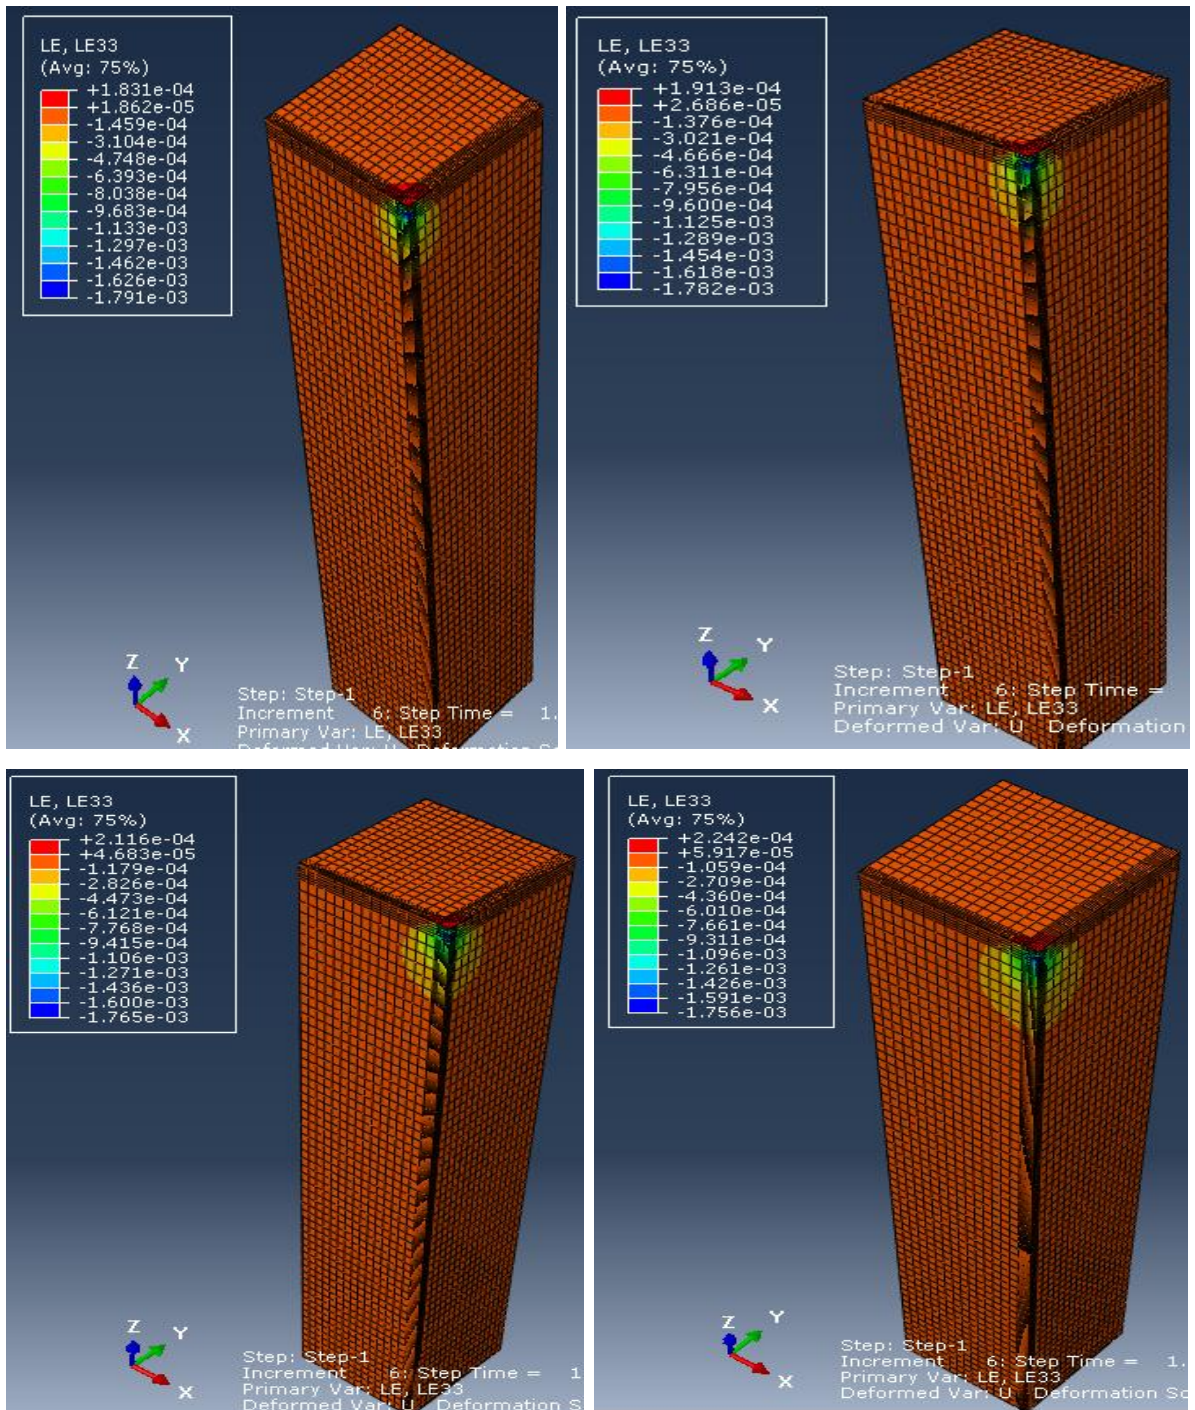 LE, LE33
(Avg: 75%)
+1.831e-04
+1.862e-05
-1.459e-04
-3.104e-04
-4.748e-04
-6.393e-04
-8.038e-04
-9.683e-04
-1.133e-03
-1.297e-03
-1.462e-03
-1.626e-03
-1.791e-03
Z
Y
X
Step: Step-1
Increment 6: Step Time = 1.
Primary Var: LE, LE33
Deformed Var: U Deformation Sc
LE, LE33
(Avg: 75%)
+1.913e-04
+2.686e-05
-1.376e-04
-3.021e-04
-4.666e-04
-6.311e-04
-7.956e-04
-9.600e-04
-1.125e-03
-1.289e-03
-1.454e-03
-1.618e-03
-1.782e-03
Z
Y
X
Step: Step-1
Increment 6: Step Time =
Primary Var: LE, LE33
Deformed Var: U Deformation
LE, LE33
(Avg: 75%)
+2.116e-04
+4.683e-05
-1.179e-04
-2.826e-04
-4.473e-04
-6.121e-04
-7.768e-04
-9.415e-04
-1.106e-03
-1.271e-03
-1.436e-03
-1.600e-03
-1.765e-03
Z
Y
X
Step: Step-1
Increment 6: Step Time = 1
Primary Var: LE, LE33
Deformed Var: U Deformation S
LE, LE33
(Avg: 75%)
+2.242e-04
+5.917e-05
-1.059e-04
-2.709e-04
-4.360e-04
-6.010e-04
-7.661e-04
-9.311e-04
-1.096e-03
-1.261e-03
-1.426e-03
-1.591e-03
-1.756e-03
Z
Y
X
Step: Step-1
Increment 6: Step Time = 1.
Primary Var: LE, LE33
Deformed Var: U Deformation Sc